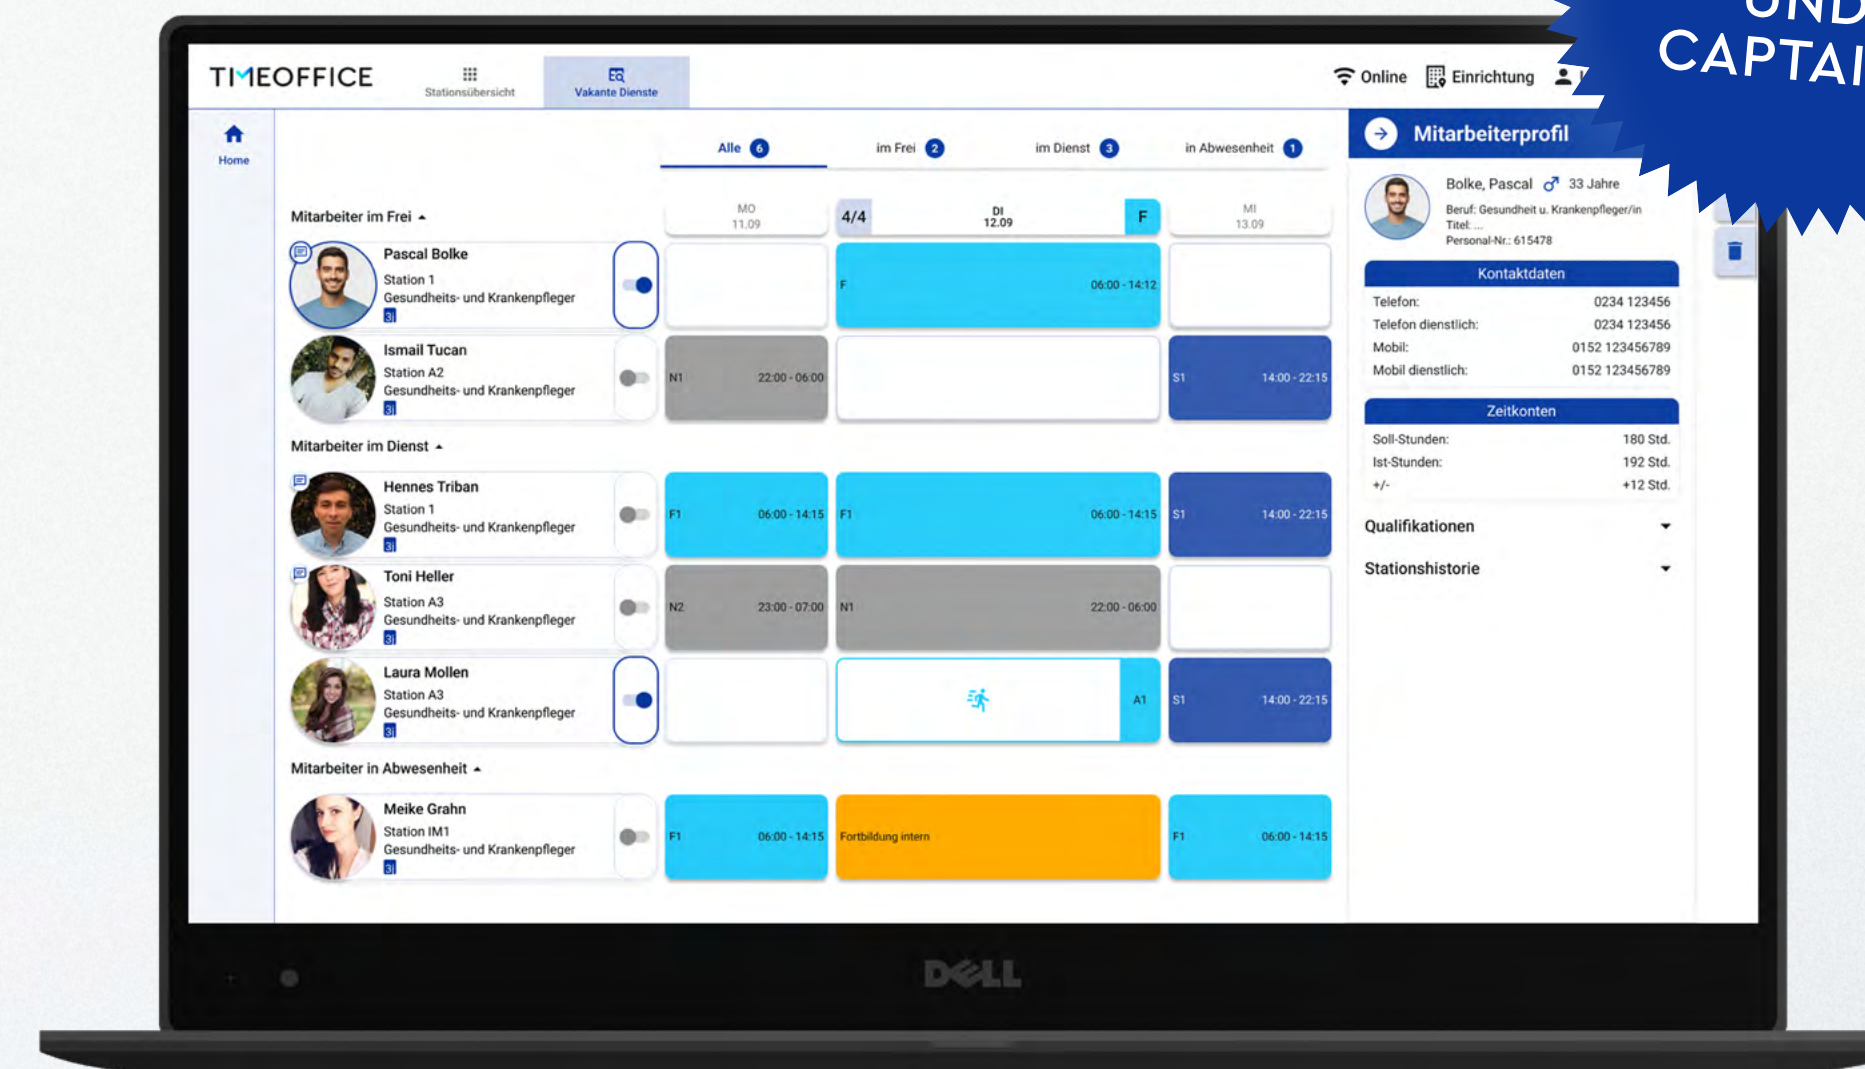 UND
CAPTAI
TIMEOFFICE
Stationsübersicht
Vakante Dienste
Online
Einrichtung
Home
Alle 6
im Frei 2
im Dienst 3
in Abwesenheit 1
Mitarbeiter im Frei
MO
11.09
4/4
DI
12.09
F
MI
13.09
Pascal Bolke
Station 1
Gesundheits- und Krankenpfleger
3j
F 06:00 - 14:12
Ismail Tucan
Station A2
Gesundheits- und Krankenpfleger
3j
N1 22:00 - 06:00
S1 14:00 - 22:15
Mitarbeiter im Dienst
Hennes Triban
Station 1
Gesundheits- und Krankenpfleger
3j
F1 06:00 - 14:15
F1 06:00 - 14:15
S1 14:00 - 22:15
Toni Heller
Station A3
Gesundheits- und Krankenpfleger
3j
N2 23:00 - 07:00
N1 22:00 - 06:00
Laura Mollen
Station A3
Gesundheits- und Krankenpfleger
3j
A1
S1 14:00 - 22:15
Mitarbeiter in Abwesenheit
Meike Grahn
Station IM1
Gesundheits- und Krankenpfleger
3j
F1 06:00 - 14:15
Fortbildung intern
F1 06:00 - 14:15
Mitarbeiterprofil
Bolke, Pascal 33 Jahre
Beruf: Gesundheit u. Krankenpfleger/in
Titel: ...
Personal-Nr.: 615478
Kontaktdaten
Telefon: 0234 123456
Telefon dienstlich: 0234 123456
Mobil: 0152 123456789
Mobil dienstlich: 0152 123456789
Zeitkonten
Soll-Stunden: 180 Std.
Ist-Stunden: 192 Std.
+/- +12 Std.
Qualifikationen
Stationshistorie
DELL